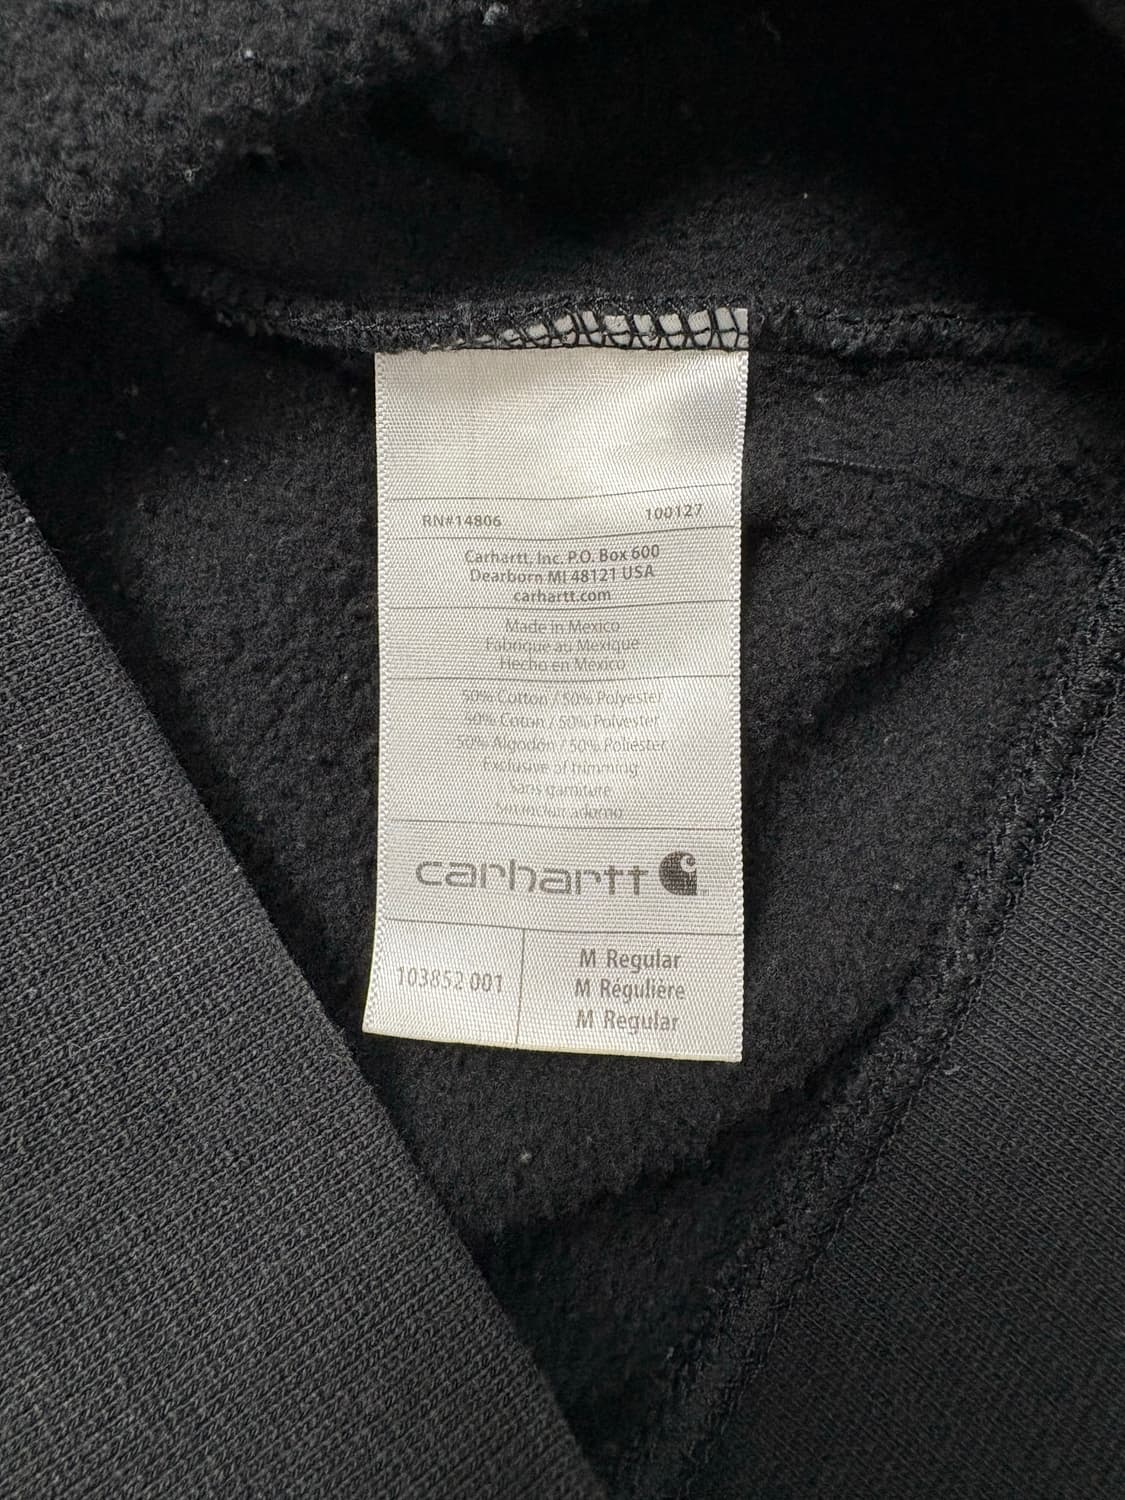 RN#14806 100127
Carhartt, Inc. P.O. Box 600
Dearborn MI 48121 USA
carhartt.com
Made in Mexico
Fabriqué au Mexique
Hecho en Mexico
50% Cotton / 50% Polyester
50% Coton / 50% Polyester
50% Algodon / 50% Poliéster
Exclusive of trimming
Sans garniture
adorno
carhartt
103852 001
M Regular
M Régulière
M Regular